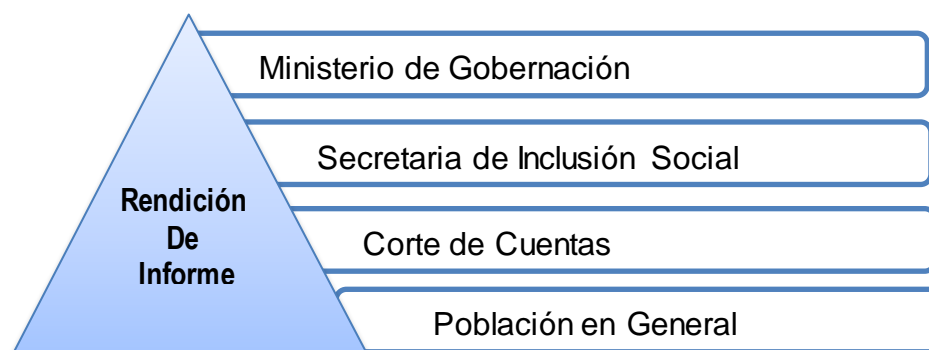 Ministerio de Gobernación
Secretaria de Inclusión Social
Rendición
De
Informe
Corte de Cuentas
Población en General